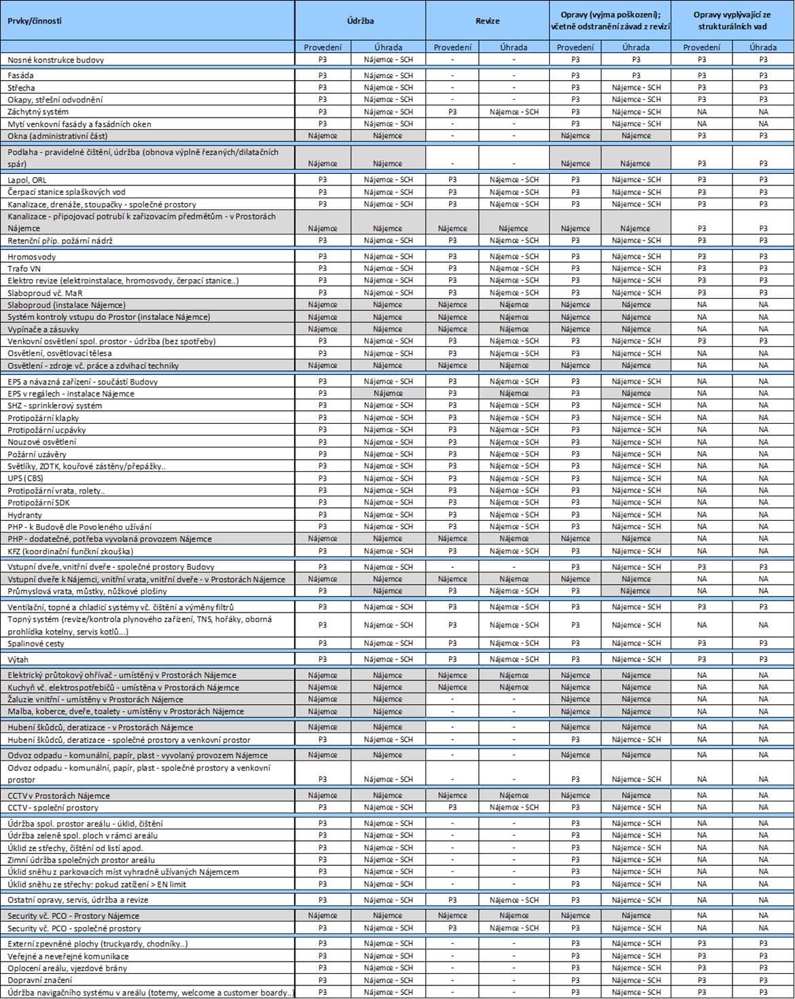 Prvky/činnosti Údržba Revize Opravy (vyjma poškození); včetně odstranění závad z revizí Opravy vyplývající ze strukturálních vad
Provedení Úhrada Provedení Úhrada Provedení Úhrada Provedení Úhrada
Nosné konstrukce budovy P3 Nájemce - SCH - - P3 P3 P3 P3
Fasáda P3 Nájemce - SCH - - P3 P3 P3 P3
Střecha P3 Nájemce - SCH - - P3 Nájemce - SCH P3 P3
Okapy, střešní odvodnění P3 Nájemce - SCH - - P3 Nájemce - SCH P3 P3
Záchytný systém P3 Nájemce - SCH P3 Nájemce - SCH P3 Nájemce - SCH NA NA
Mytí venkovní fasády a fasádních oken P3 Nájemce - SCH - - P3 Nájemce - SCH NA NA
Okna (administrativní část) Nájemce Nájemce - - Nájemce Nájemce P3 P3
Podlaha - pravidelné čištění, údržba (obnova výplně řezaných/dilatačních
spár) Nájemce Nájemce - - Nájemce Nájemce P3 P3
Lapol, ORL P3 Nájemce - SCH P3 Nájemce - SCH P3 Nájemce - SCH P3 P3
Čerpací stanice splaškových vod P3 Nájemce - SCH P3 Nájemce - SCH P3 Nájemce - SCH P3 P3
Kanalizace, drenáže, stoupačky - společné prostory P3 Nájemce - SCH P3 Nájemce - SCH P3 Nájemce - SCH P3 P3
Kanalizace - připojovací potrubí k zařizovacím předmětům - v Prostorách
Nájemce Nájemce Nájemce Nájemce Nájemce Nájemce Nájemce P3 P3
Retenční příp. požární nádrž P3 Nájemce - SCH P3 Nájemce - SCH P3 Nájemce - SCH P3 P3
Hromosvody P3 Nájemce - SCH P3 Nájemce - SCH P3 Nájemce - SCH P3 P3
Trafo VN P3 Nájemce - SCH P3 Nájemce - SCH P3 Nájemce - SCH P3 P3
Elektro revize (elektroinstalace, hromosvody, čerpací stanice..) P3 Nájemce - SCH P3 Nájemce - SCH P3 Nájemce - SCH P3 P3
Slaboproud vč. MaR P3 Nájemce - SCH P3 Nájemce - SCH P3 Nájemce - SCH P3 P3
Slaboproud (instalace Nájemce) Nájemce Nájemce Nájemce Nájemce Nájemce Nájemce NA NA
Systém kontroly vstupu do Prostor (instalace Nájemce) Nájemce Nájemce Nájemce Nájemce Nájemce Nájemce NA NA
Vypínače a zásuvky Nájemce Nájemce Nájemce Nájemce Nájemce Nájemce NA NA
Venkovní osvětlení spol. prostor - údržba (bez spotřeby) P3 Nájemce - SCH P3 Nájemce - SCH P3 Nájemce - SCH P3 P3
Osvětlení, osvětlovací tělesa P3 Nájemce - SCH P3 Nájemce - SCH P3 Nájemce - SCH NA NA
Osvětlení - zdroje vč. práce a zdvihací techniky Nájemce Nájemce Nájemce Nájemce Nájemce Nájemce NA NA
EPS a návazná zařízení - součástí Budovy P3 Nájemce - SCH P3 Nájemce - SCH P3 Nájemce - SCH NA NA
EPS v regálech - instalace Nájemce P3 Nájemce P3 Nájemce P3 Nájemce NA NA
SHZ - sprinklerový systém P3 Nájemce - SCH P3 Nájemce - SCH P3 Nájemce - SCH NA NA
Protipožární klapky P3 Nájemce - SCH P3 Nájemce - SCH P3 Nájemce - SCH NA NA
Protipožární ucpávky P3 Nájemce - SCH P3 Nájemce - SCH P3 Nájemce - SCH NA NA
Nouzové osvětlení P3 Nájemce - SCH P3 Nájemce - SCH P3 Nájemce - SCH NA NA
Požární uzávěry P3 Nájemce - SCH P3 Nájemce - SCH P3 Nájemce - SCH NA NA
Světlíky, ZOTK, kouřové zástěny/přepážky.. P3 Nájemce - SCH P3 Nájemce - SCH P3 Nájemce - SCH NA NA
UPS (CBS) P3 Nájemce - SCH P3 Nájemce - SCH P3 Nájemce - SCH NA NA
Protipožární vrata, rolety.. P3 Nájemce - SCH P3 Nájemce - SCH P3 Nájemce - SCH NA NA
Protipožární SDK P3 Nájemce - SCH P3 Nájemce - SCH P3 Nájemce - SCH NA NA
Hydranty P3 Nájemce - SCH P3 Nájemce - SCH P3 Nájemce - SCH NA NA
PHP - k Budově dle Povoleného užívání P3 Nájemce - SCH P3 Nájemce - SCH P3 Nájemce - SCH NA NA
PHP - dodatečné, potřeba vyvolaná provozem Nájemce Nájemce Nájemce Nájemce Nájemce Nájemce Nájemce NA NA
KFZ (koordinační funkční zkouška) P3 Nájemce - SCH P3 Nájemce - SCH P3 Nájemce - SCH NA NA
Vstupní dveře, vnitřní dveře - společné prostory Budovy P3 Nájemce - SCH - - P3 Nájemce - SCH P3 P3
Vstupní dveře k Nájemci, vnitřní vrata, vnitřní dveře - v Prostorách Nájemce Nájemce Nájemce Nájemce Nájemce Nájemce Nájemce NA NA
Průmyslová vrata, můstky, nůžkové plošiny P3 Nájemce P3 Nájemce - SCH P3 Nájemce NA NA
Ventilační, topné a chladicí systémy vč. čištění a výměny filtrů P3 Nájemce - SCH P3 Nájemce - SCH P3 Nájemce - SCH P3 P3
Topný systém (revize/kontrola plynového zařízení, TNS, hořáky, oborná
prohlídka kotelny, servis kotlů...) P3 Nájemce - SCH P3 Nájemce - SCH P3 Nájemce - SCH NA NA
Spalinové cesty P3 Nájemce - SCH P3 Nájemce - SCH P3 Nájemce - SCH P3 P3
Výtah P3 Nájemce - SCH P3 Nájemce - SCH P3 Nájemce - SCH P3 P3
Elektrický průtokový ohřívač - umístěný v Prostorách Nájemce Nájemce Nájemce Nájemce Nájemce Nájemce Nájemce NA NA
Kuchyň vč. elektrospotřebičů - umístěna v Prostorách Nájemce Nájemce Nájemce Nájemce Nájemce Nájemce Nájemce NA NA
Žaluzie vnitřní - umístěny v Prostorách Nájemce Nájemce Nájemce - - Nájemce Nájemce NA NA
Malba, koberce, dveře, toalety - umístěny v Prostorách Nájemce Nájemce Nájemce - - Nájemce Nájemce NA NA
Hubení škůdců, deratizace - v Prostorách Nájemce Nájemce Nájemce - - Nájemce Nájemce NA NA
Hubení škůdců, deratizace - společné prostory a venkovní prostor P3 Nájemce - SCH - - P3 Nájemce - SCH NA NA
Odvoz odpadu - komunální, papír, plast - vyvolaný provozem Nájemce Nájemce Nájemce - - Nájemce Nájemce NA NA
Odvoz odpadu - komunální, papír, plast - společné prostory a venkovní
prostor P3 Nájemce - SCH - - P3 Nájemce - SCH NA NA
CCTV v Prostorách Nájemce Nájemce Nájemce Nájemce Nájemce Nájemce Nájemce NA NA
CCTV - společní prostory P3 Nájemce - SCH P3 Nájemce - SCH P3 Nájemce - SCH NA NA
Údržba spol. prostor areálu - úklid, čištění P3 Nájemce - SCH - - P3 Nájemce - SCH NA NA
Údržba zeleně spol. ploch v rámci areálu P3 Nájemce - SCH - - P3 Nájemce - SCH NA NA
Úklid ze střechy, čištění od listí apod. P3 Nájemce - SCH - - P3 Nájemce - SCH NA NA
Zimní údržba společných prostor areálu P3 Nájemce - SCH - - P3 Nájemce - SCH NA NA
Úklid sněhu z parkovacích míst vyhradně užívaných Nájemcem P3 Nájemce - SCH - - P3 Nájemce - SCH NA NA
Úklid sněhu ze střechy: pokud zatížení > EN limit P3 Nájemce - SCH - - P3 Nájemce - SCH NA NA
Ostatní opravy, servis, údržba a revize P3 Nájemce - SCH P3 Nájemce - SCH P3 Nájemce - SCH NA NA
Security vč. PCO - Prostory Nájemce Nájemce Nájemce Nájemce Nájemce Nájemce Nájemce NA NA
Security vč. PCO - společné prostory P3 Nájemce - SCH P3 Nájemce - SCH P3 Nájemce - SCH NA NA
Externí zpevněné plochy (truckyardy, chodníky..) P3 Nájemce - SCH - - P3 Nájemce - SCH P3 P3
Veřejné a neveřejné komunikace P3 Nájemce - SCH - - P3 Nájemce - SCH P3 P3
Oplocení areálu, vjezdové brány P3 Nájemce - SCH - - P3 Nájemce - SCH P3 P3
Dopravní značení P3 Nájemce - SCH - - P3 Nájemce - SCH P3 P3
Údržba navigačního systému v areálu (totemy, welcome a customer boardy..) P3 Nájemce - SCH - - P3 Nájemce - SCH P3 P3